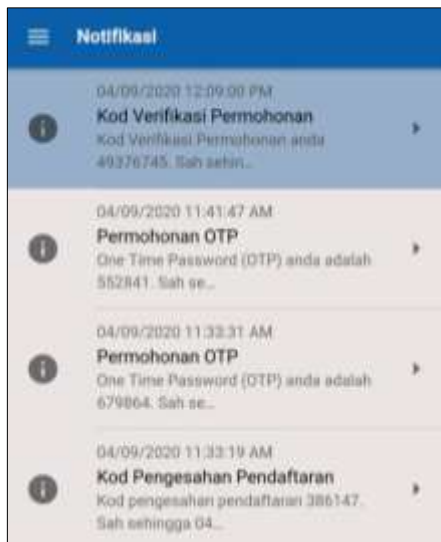 Notifikasi
04/09/2020 12:09:00 PM
Kod Verifikasi Permohonan
Kod Verifikasi Permohonan anda
49376745. Sah sehin...
04/09/2020 11:41:47 AM
Permohonan OTP
One Time Password (OTP) anda adalah
552841. Sah se...
04/09/2020 11:33:31 AM
Permohonan OTP
One Time Password (OTP) anda adalah
679864. Sah se...
04/09/2020 11:33:19 AM
Kod Pengesahan Pendaftaran
Kod pengesahan pendaftaran 386147.
Sah sehingga 04...